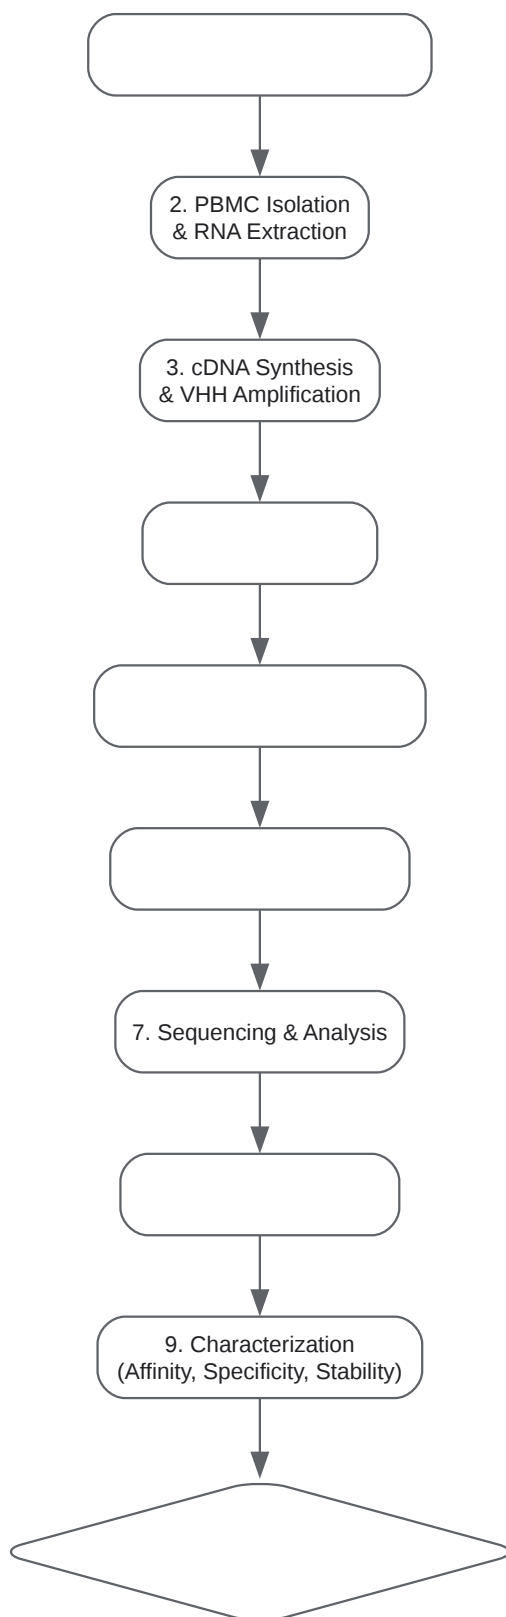 2. PBMC Isolation
& RNA Extraction
3. cDNA Synthesis
& VHH Amplification
7. Sequencing & Analysis
9. Characterization
(Affinity, Specificity, Stability)